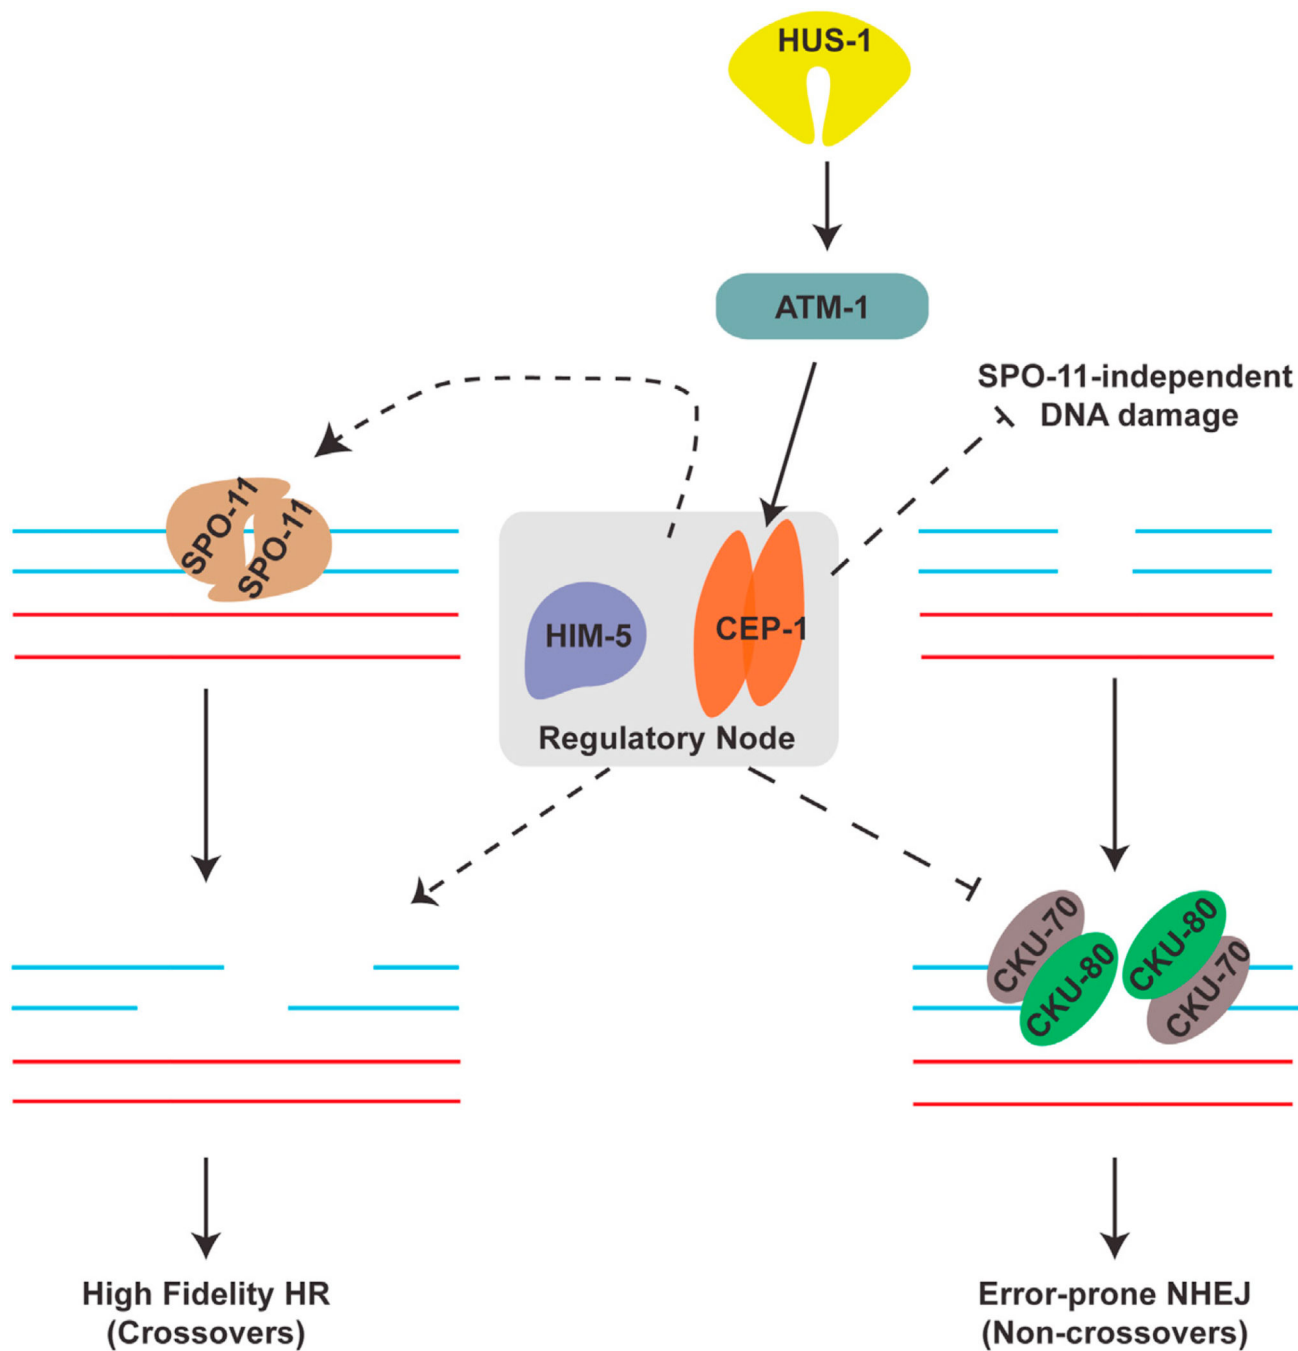 HUS-1
ATM-1
SPO-11-independent
DNA damage
SPO-11
SPO-11
HIM-5
CEP-1
Regulatory Node
CKU-70
CKU-80
CKU-80
CKU-70
High Fidelity HR
(Crossovers)
Error-prone NHEJ
(Non-crossovers)